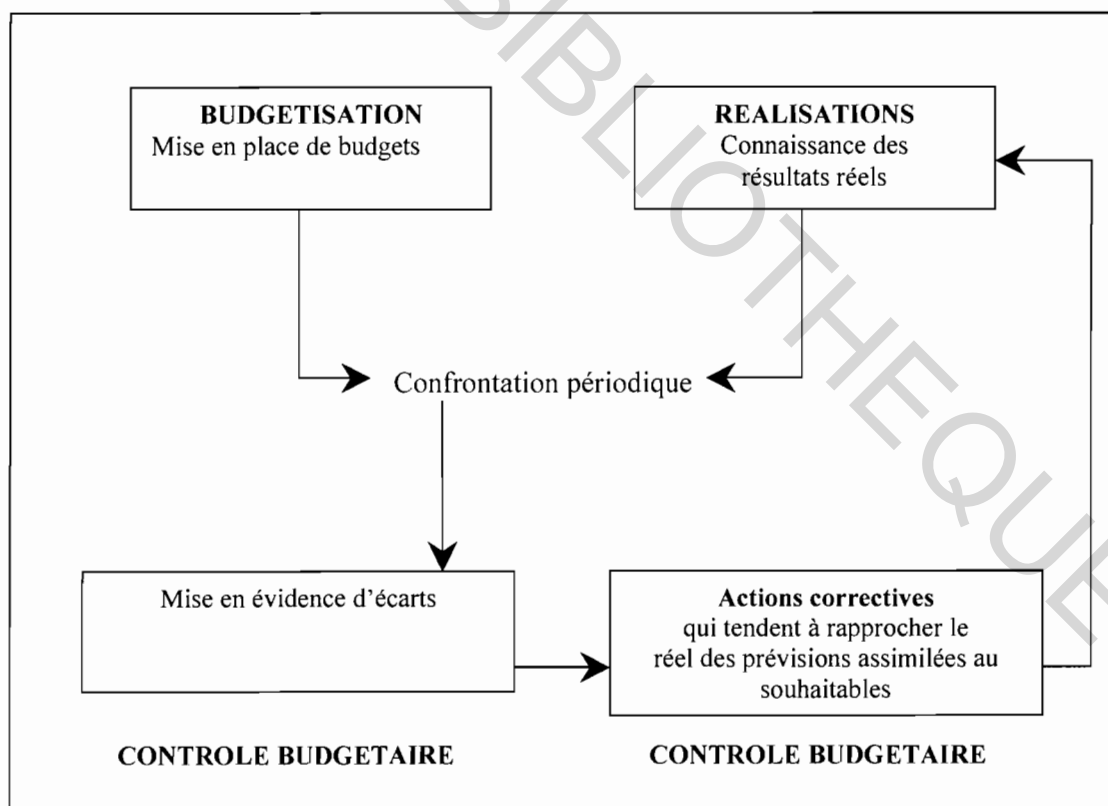 BUDGETISATION
Mise en place de budgets
REALISATIONS
Connaissance des
résultats réels
Confrontation périodique
Mise en évidence d'écarts
Actions correctives
qui tendent à rapprocher le
réel des prévisions assimilées au
souhaitables
CONTROLE BUDGETAIRE
CONTROLE BUDGETAIRE
BIBLIOTHEQUE